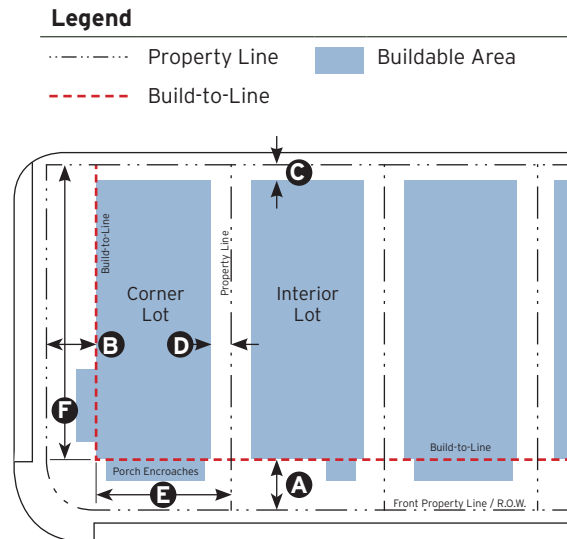 Legend
Property Line
Buildable Area
Build-to-Line
C
Build-to-Line
Property Line
Corner
Lot
Interior
Lot
B
D
F
Build-to-Line
Porch Encroaches
A
E
Front Property Line / R.O.W.